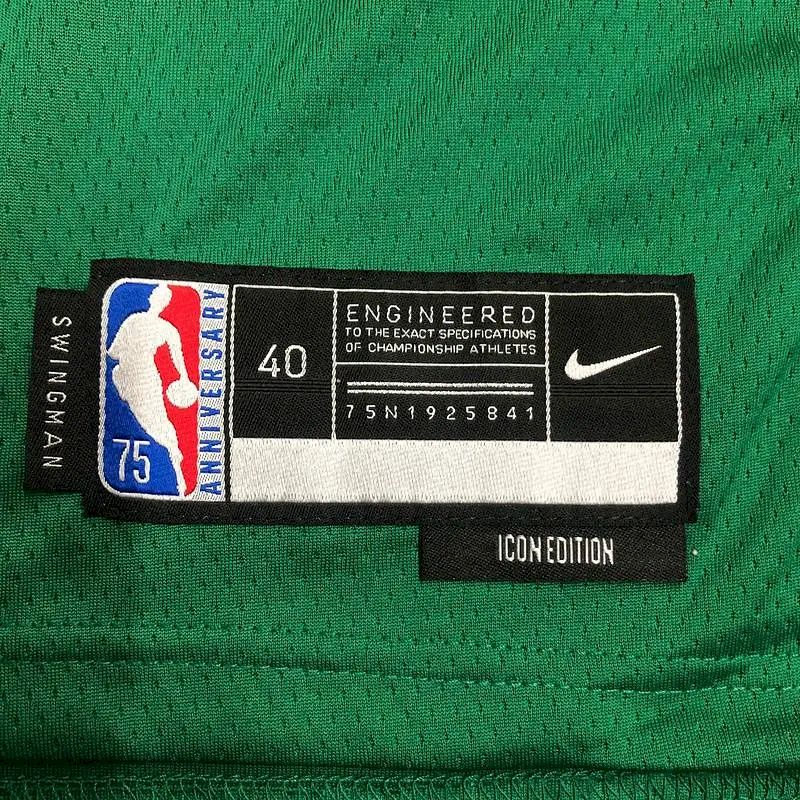 SWINGMAN
75
ANNIVERSARY
40
ENGINEERED
TO THE EXACT SPECIFICATIONS
OF CHAMPIONSHIP ATHLETES
75N1925841
ICON EDITION